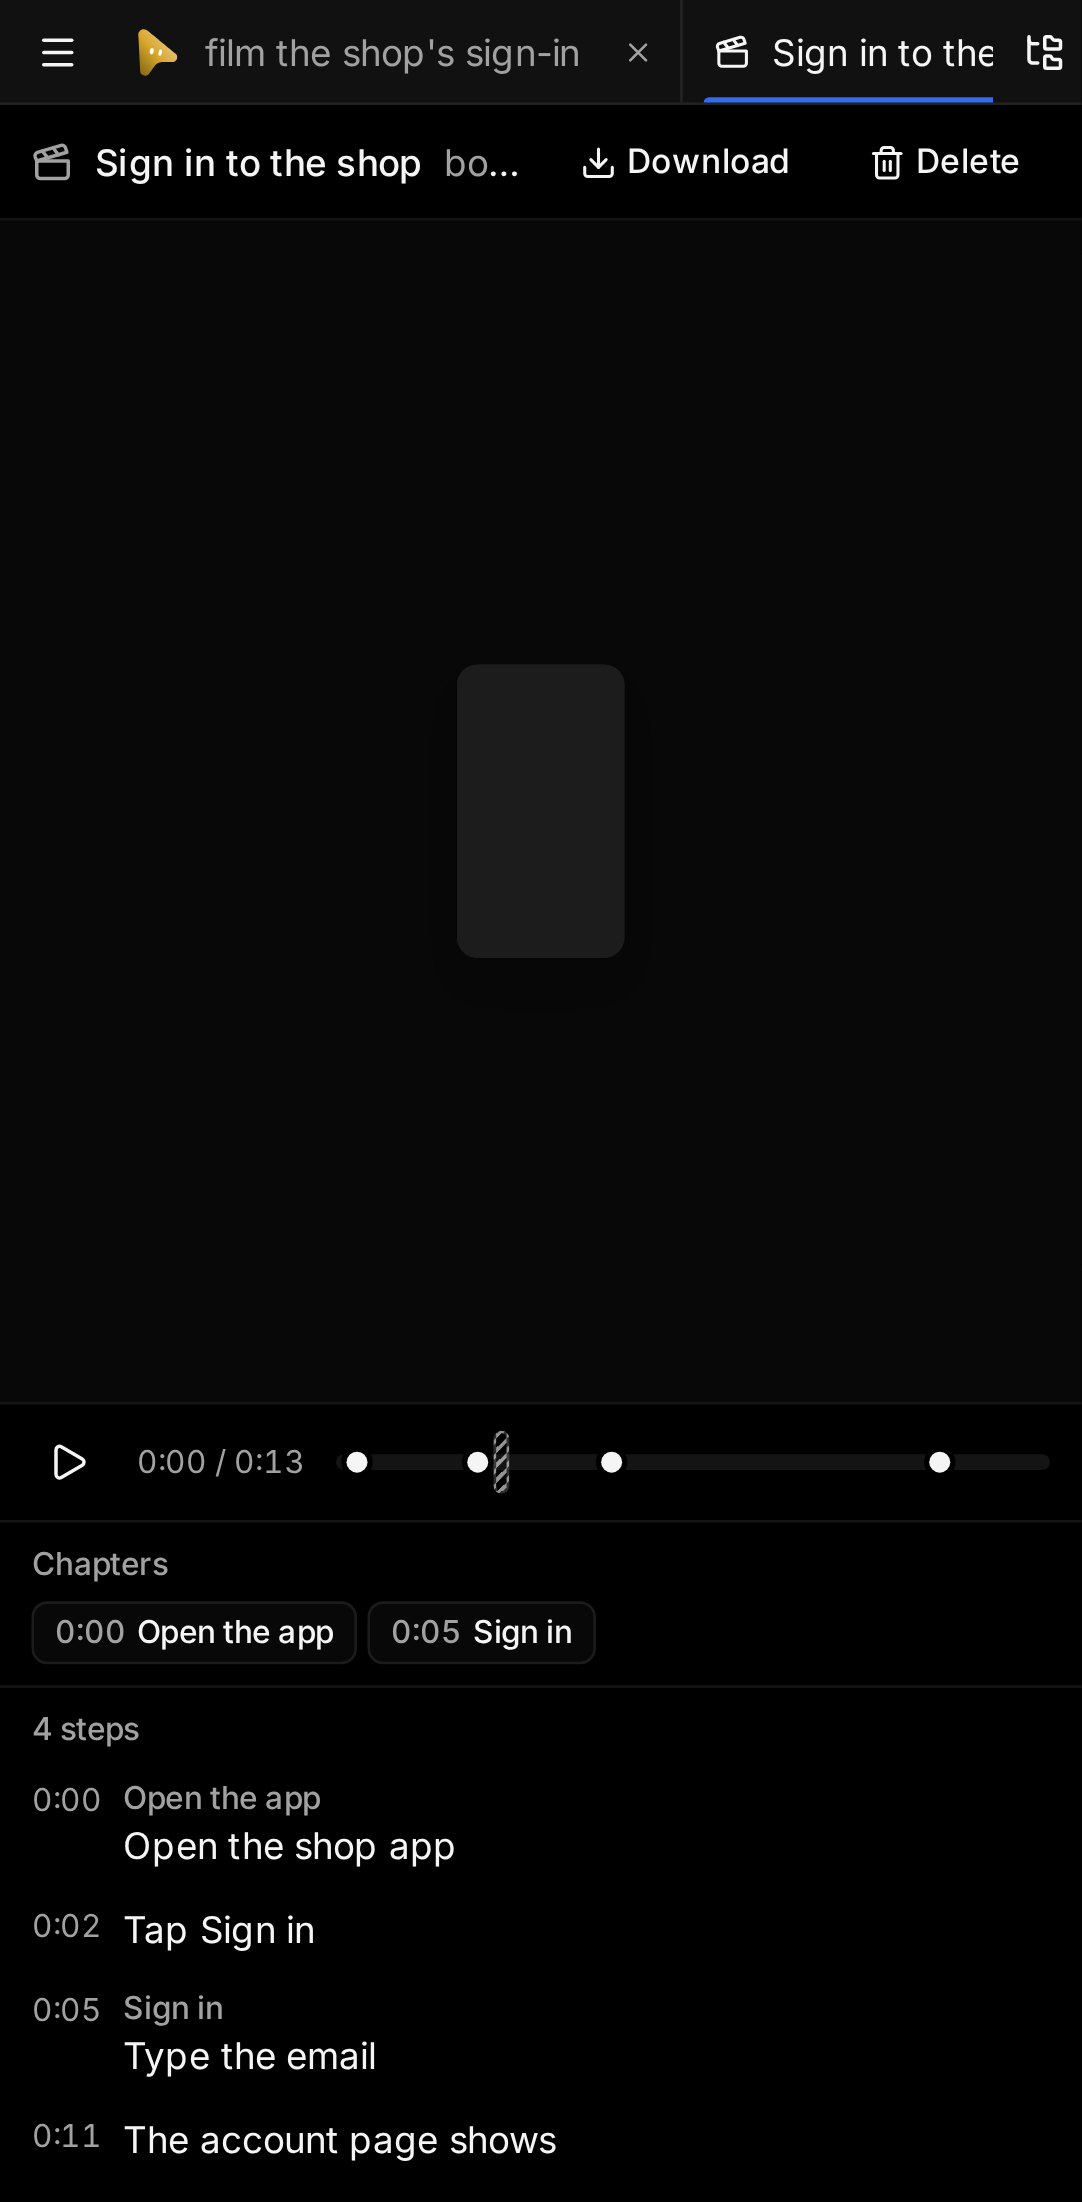 film the shop's sign-in
Sign in to the
Sign in to the shop bo...
Download
Delete
0:00 / 0:13
Chapters
0:00 Open the app
0:05 Sign in
4 steps
0:00 Open the app
Open the shop app
0:02 Tap Sign in
0:05 Sign in
Type the email
0:11 The account page shows